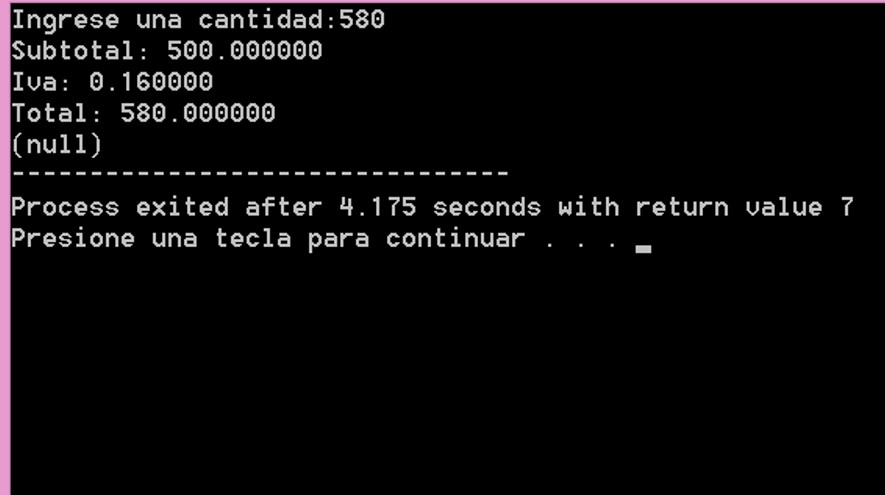 Ingrese una cantidad:580
Subtotal: 500.000000
Iva: 0.160000
Total: 580.000000
(null)
--------------------------------
Process exited after 4.175 seconds with return value 7
Presione una tecla para continuar . . . _